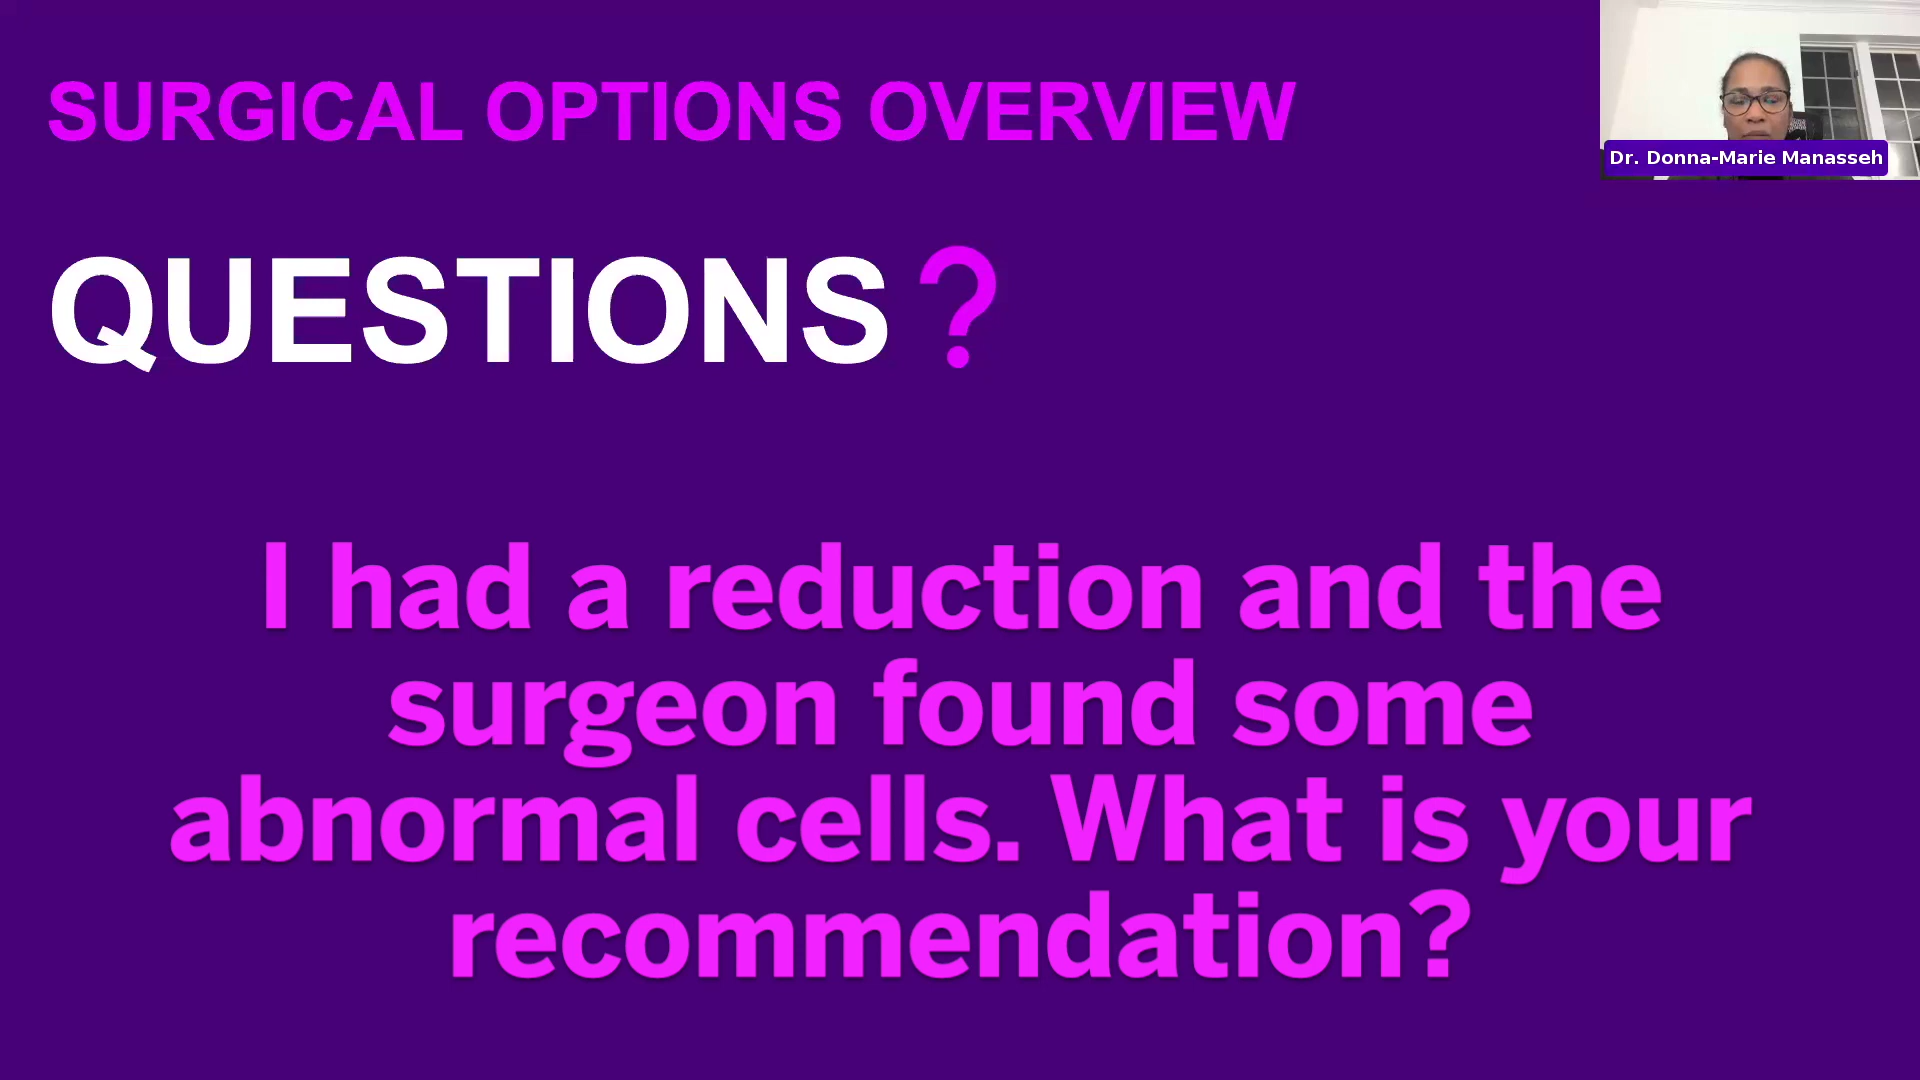 SURGICAL OPTIONS OVERVIEW
Dr. Donna-Marie Manasseh
QUESTIONS?
I had a reduction and the
surgeon found some
abnormal cells. What is your
recommendation?